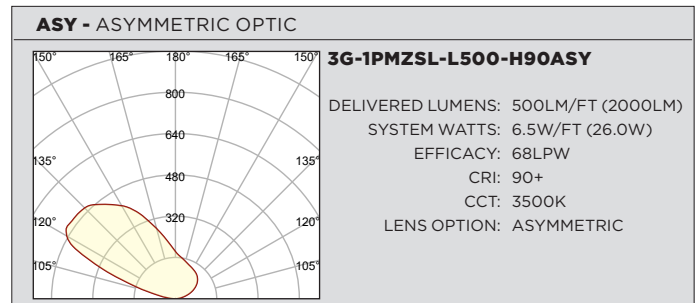 ASY - ASYMMETRIC OPTIC
150° 165° 180° 165° 150°
800
640
135° 135°
480
320
120° 120°
105° 105°
3G-1PMZSL-L500-H90ASY
DELIVERED LUMENS: 500LM/FT (2000LM)
SYSTEM WATTS: 6.5W/FT (26.0W)
EFFICACY: 68LPW
CRI: 90+
CCT: 3500K
LENS OPTION: ASYMMETRIC